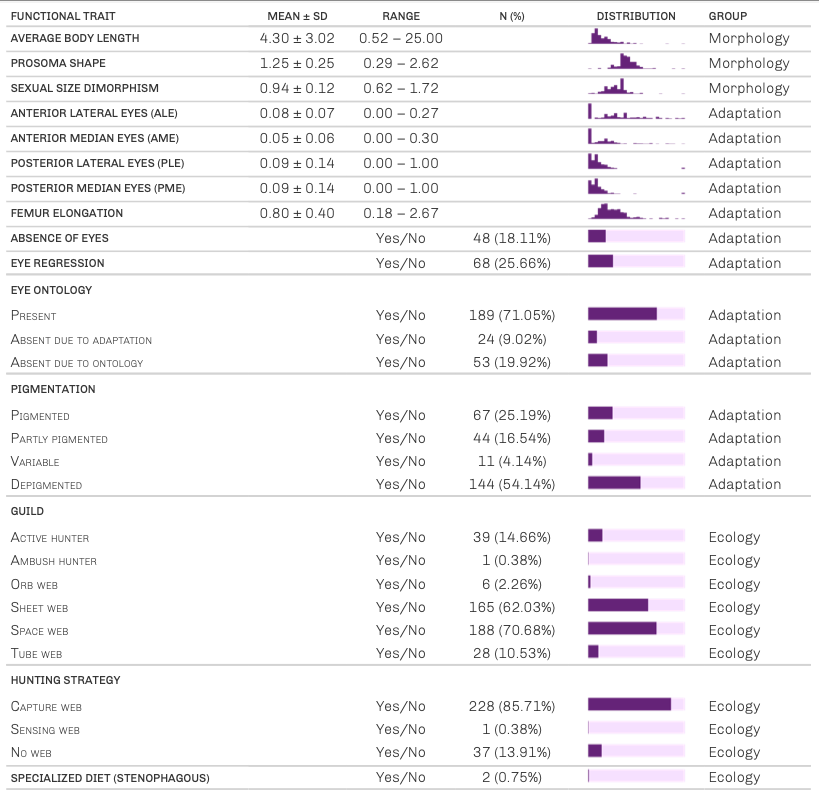 FUNCTIONAL TRAIT MEAN ± SD RANGE N (%) DISTRIBUTION GROUP
AVERAGE BODY LENGTH 4.30 ± 3.02 0.52 – 25.00 Morphology
PROSOMA SHAPE 1.25 ± 0.25 0.29 – 2.62 Morphology
SEXUAL SIZE DIMORPHISM 0.94 ± 0.12 0.62 – 1.72 Morphology
ANTERIOR LATERAL EYES (ALE) 0.08 ± 0.07 0.00 – 0.27 Adaptation
ANTERIOR MEDIAN EYES (AME) 0.05 ± 0.06 0.00 – 0.30 Adaptation
POSTERIOR LATERAL EYES (PLE) 0.09 ± 0.14 0.00 – 1.00 Adaptation
POSTERIOR MEDIAN EYES (PME) 0.09 ± 0.14 0.00 – 1.00 Adaptation
FEMUR ELONGATION 0.80 ± 0.40 0.18 – 2.67 Adaptation
ABSENCE OF EYES Yes/No 48 (18.11%) Adaptation
EYE REGRESSION Yes/No 68 (25.66%) Adaptation
EYE ONTOLOGY
PRESENT Yes/No 189 (71.05%) Adaptation
ABSENT DUE TO ADAPTATION Yes/No 24 (9.02%) Adaptation
ABSENT DUE TO ONTOLOGY Yes/No 53 (19.92%) Adaptation
PIGMENTATION
PIGMENTED Yes/No 67 (25.19%) Adaptation
PARTLY PIGMENTED Yes/No 44 (16.54%) Adaptation
VARIABLE Yes/No 11 (4.14%) Adaptation
DEPIGMENTED Yes/No 144 (54.14%) Adaptation
GUILD
ACTIVE HUNTER Yes/No 39 (14.66%) Ecology
AMBUSH HUNTER Yes/No 1 (0.38%) Ecology
ORB WEB Yes/No 6 (2.26%) Ecology
SHEET WEB Yes/No 165 (62.03%) Ecology
SPACE WEB Yes/No 188 (70.68%) Ecology
TUBE WEB Yes/No 28 (10.53%) Ecology
HUNTING STRATEGY
CAPTURE WEB Yes/No 228 (85.71%) Ecology
SENSING WEB Yes/No 1 (0.38%) Ecology
NO WEB Yes/No 37 (13.91%) Ecology
SPECIALIZED DIET (STENOPHAGOUS) Yes/No 2 (0.75%) Ecology